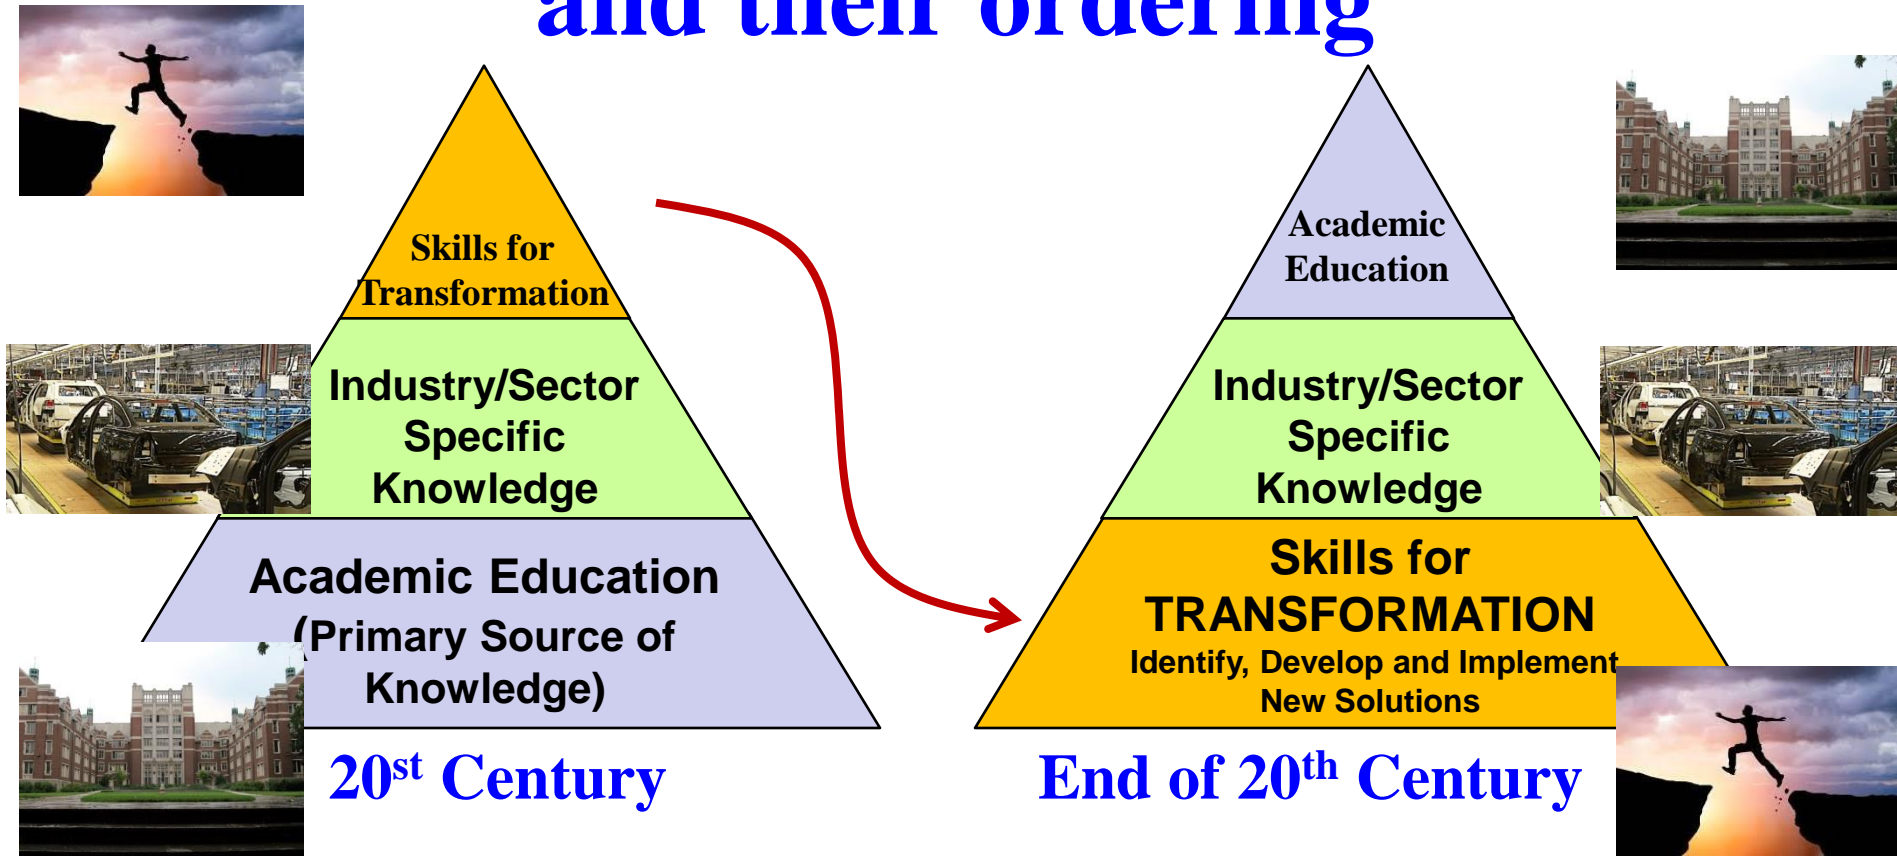 and their ordering
Skills for
Transformation
Industry/Sector
Specific
Knowledge
Academic Education
(Primary Source of
Knowledge)
20st Century
Academic
Education
Industry/Sector
Specific
Knowledge
Skills for
TRANSFORMATION
Identify, Develop and Implement
New Solutions
End of 20th Century